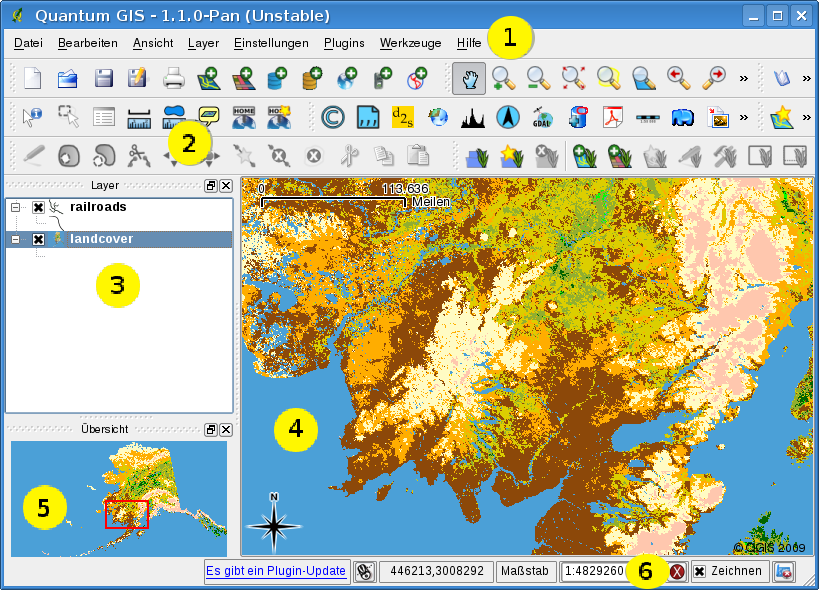 Quantum GIS - 1.1.0-Pan (Unstable)
Datei Bearbeiten Ansicht Layer Einstellungen Plugins Werkzeuge Hilfe 1
HOME HOME d2s GDAL
2
Layer
railroads
landcover
3
0 113,636
Meilen
4
Übersicht
5
N
© QGIS 2009
Es gibt ein Plugin-Update 446213,3008292 Maßstab 1:4829260 6 Zeichnen